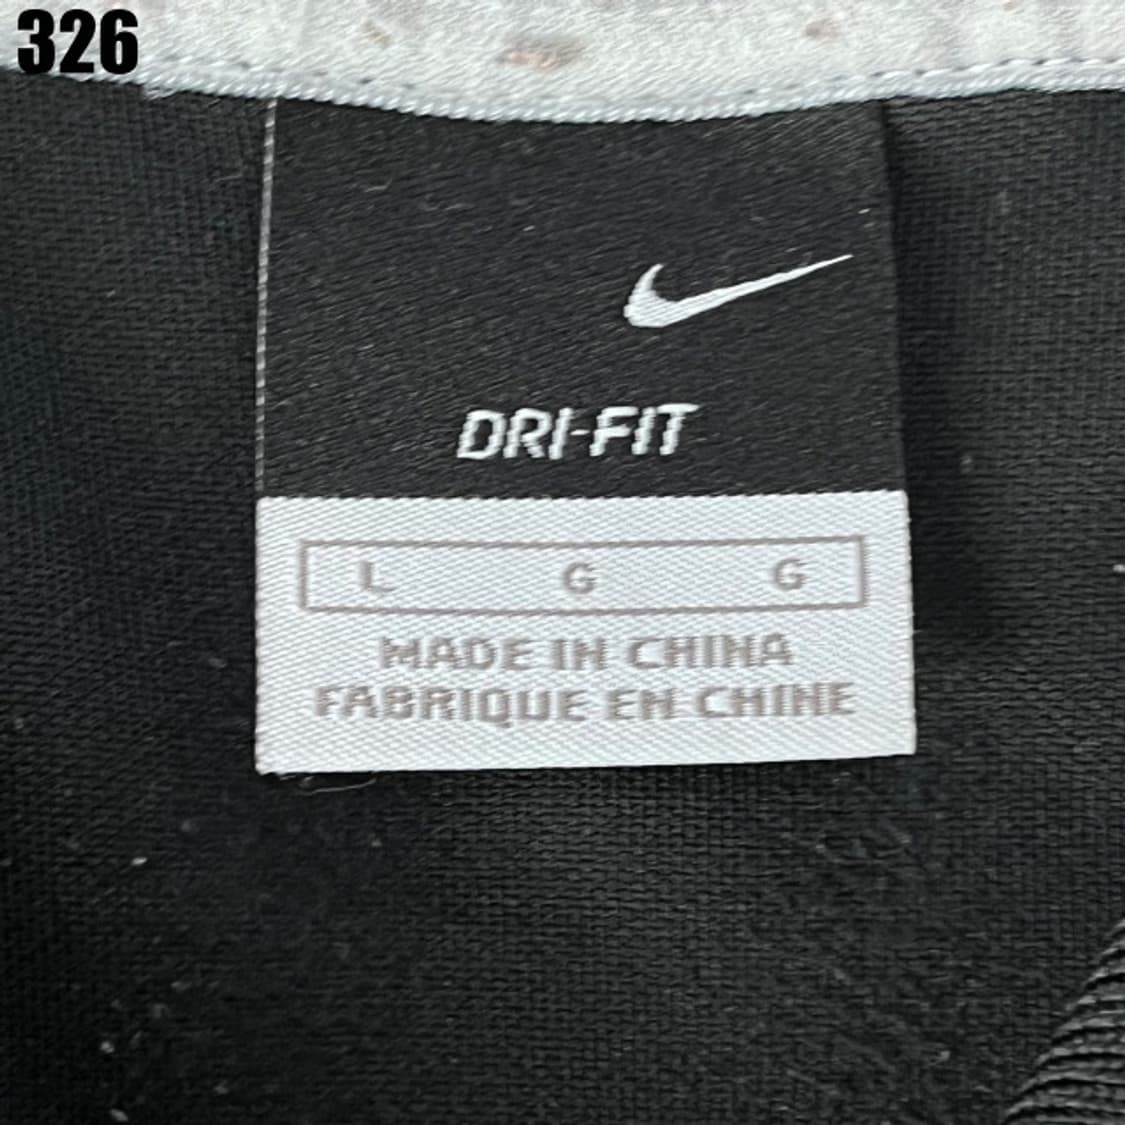 326
DRI-FIT
L G G
MADE IN CHINA
FABRIQUE EN CHINE